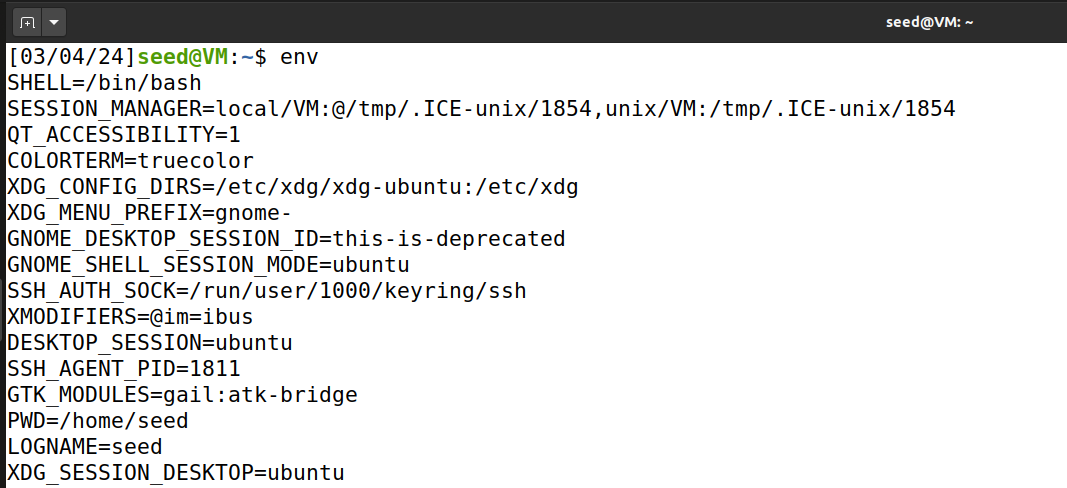 seed@VM: ~
[03/04/24]seed@VM:~$ env
SHELL=/bin/bash
SESSION_MANAGER=local/VM:@/tmp/.ICE-unix/1854,unix/VM:/tmp/.ICE-unix/1854
QT_ACCESSIBILITY=1
COLORTERM=truecolor
XDG_CONFIG_DIRS=/etc/xdg/xdg-ubuntu:/etc/xdg
XDG_MENU_PREFIX=gnome-
GNOME_DESKTOP_SESSION_ID=this-is-deprecated
GNOME_SHELL_SESSION_MODE=ubuntu
SSH_AUTH_SOCK=/run/user/1000/keyring/ssh
XMODIFIERS=@im=ibus
DESKTOP_SESSION=ubuntu
SSH_AGENT_PID=1811
GTK_MODULES=gail:atk-bridge
PWD=/home/seed
LOGNAME=seed
XDG_SESSION_DESKTOP=ubuntu